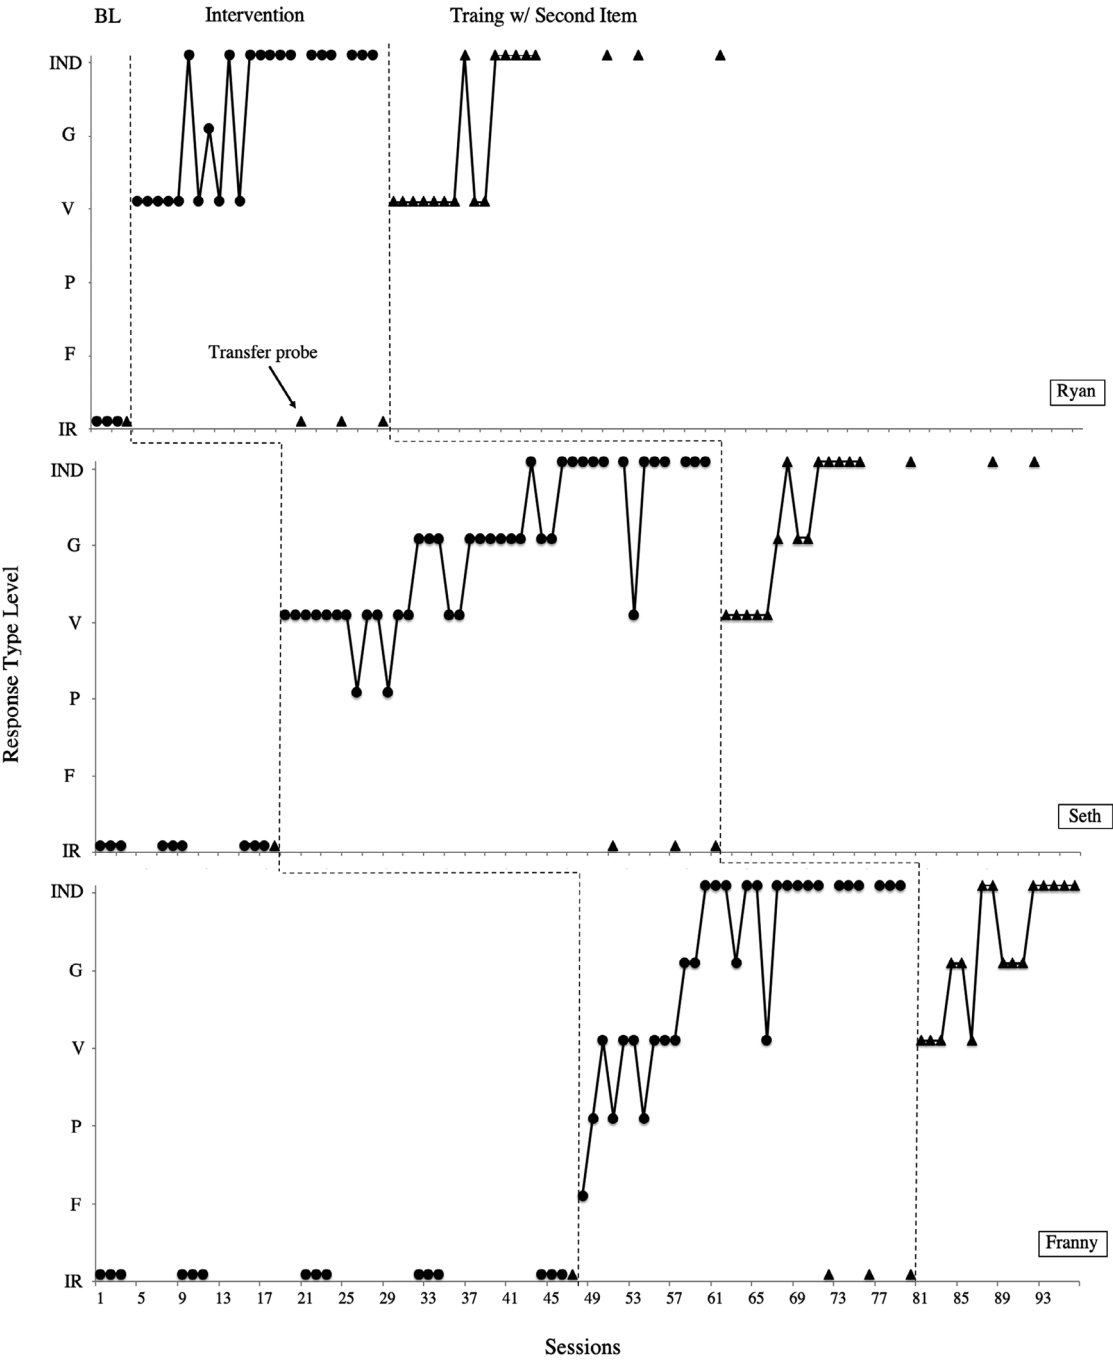 BL Intervention Traing w/ Second Item
IND
G
V
P
F
IR
Transfer probe
Ryan
IND
G
V
P
F
IR
Seth
Response Type Level
IND
G
V
P
F
IR
Franny
1 5 9 13 17 21 25 29 33 37 41 45 49 53 57 61 65 69 73 77 81 85 89 93
Sessions